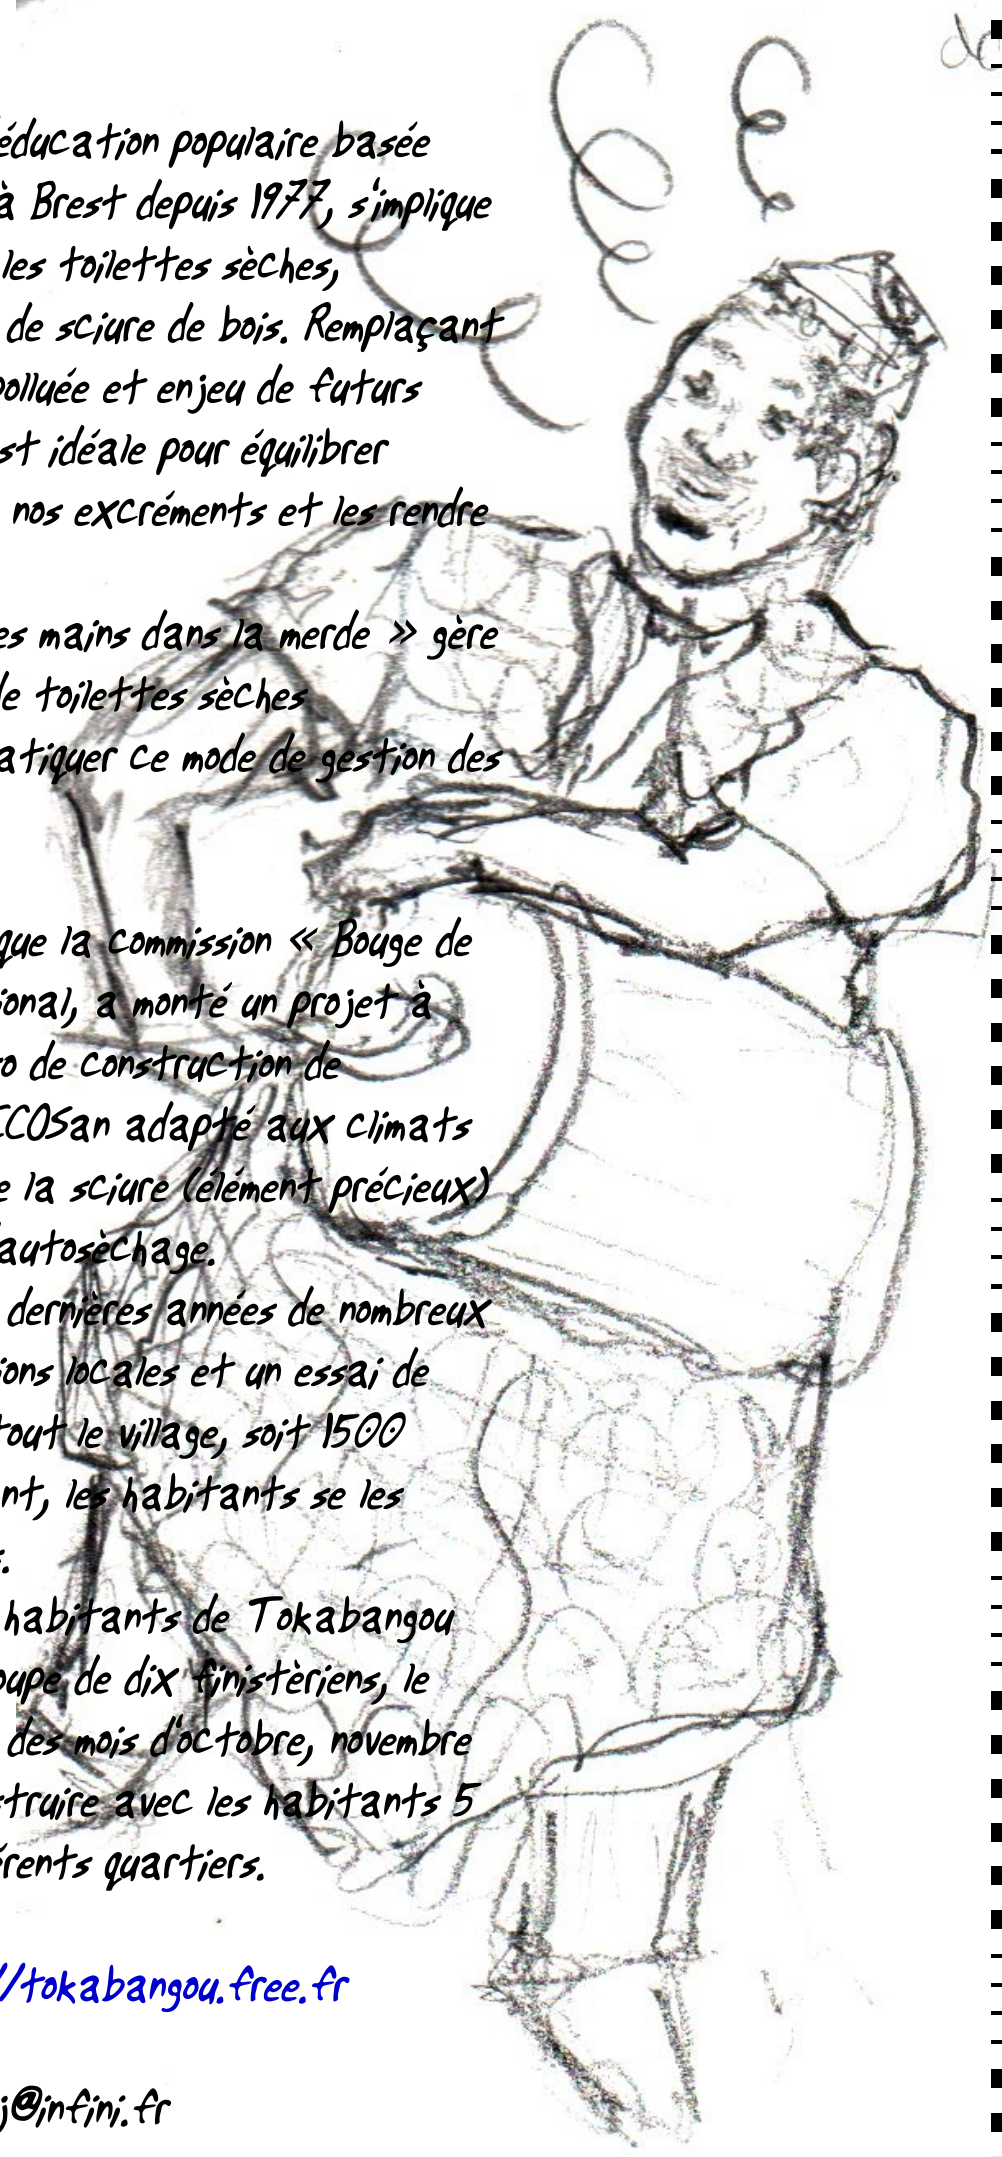 do
éducation populaire basée
à Brest depuis 1977, s'implique
les toilettes sèches,
de sciure de bois. Remplaçant
polluée et enjeu de futurs
st idéale pour équilibrer
nos excréments et les rendre
es mains dans la merde » gère
de toilettes sèches
atiquer ce mode de gestion des
que la commission « Bouge de
ional, a monté un projet à
o de construction de
ECOSan adapté aux climats
e la sciure (élément précieux)
'autosèchage.
dernières années de nombreux
ions locales et un essai de
tout le village, soit 1500
nt, les habitants se les
s.
habitants de Tokabangou
oupe de dix finistèriens, le
des mois d'octobre, novembre
struire avec les habitants 5
érents quartiers.
//tokabangou.free.fr
j@infini.fr